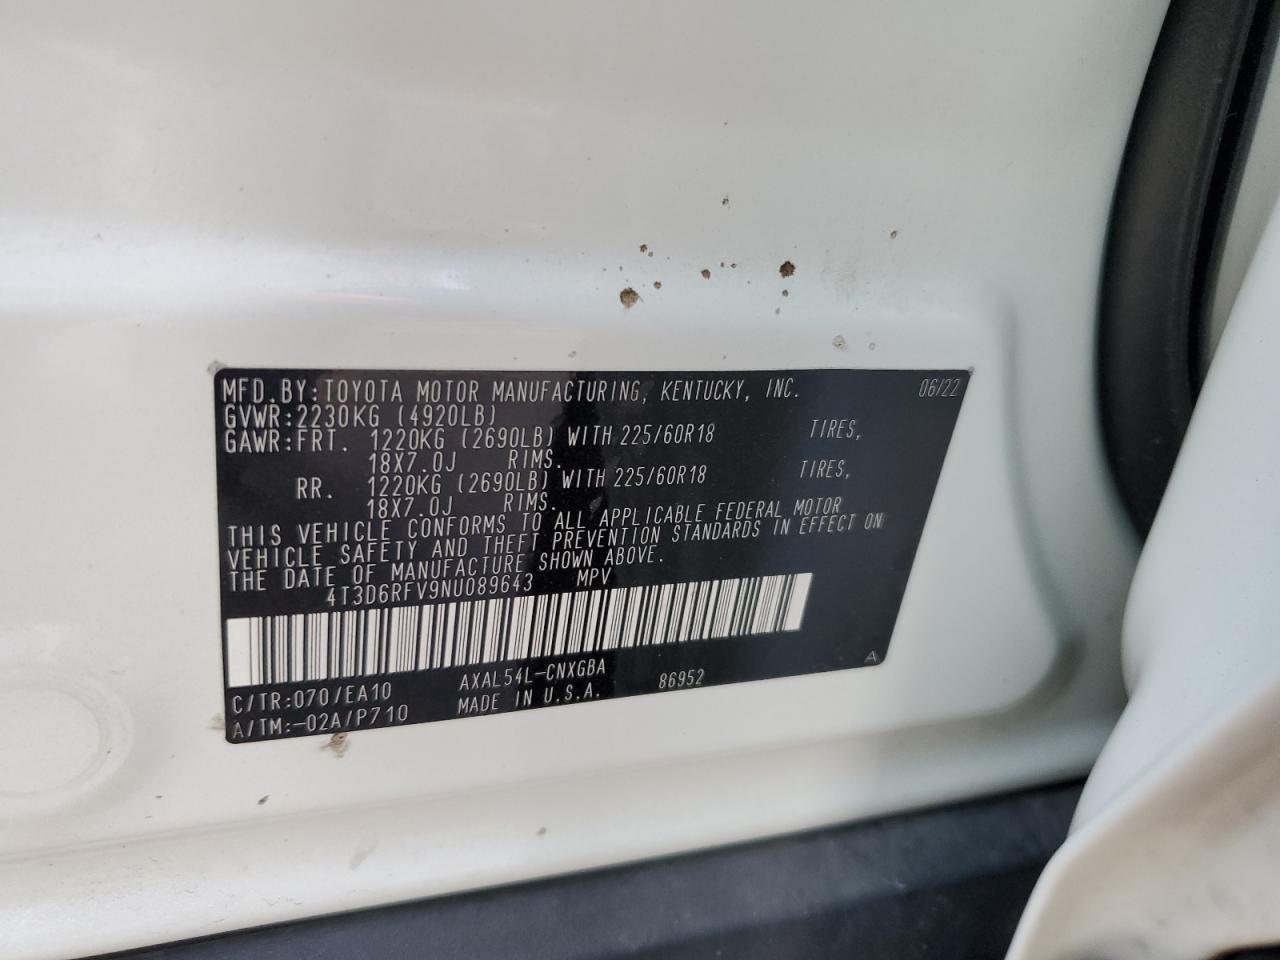 MFD.BY:TOYOTA MOTOR MANUFACTURING, KENTUCKY, INC. 06/22
GVWR:2230KG (4920LB)
GAWR:FRT. 1220KG (2690LB) WITH 225/60R18 TIRES,
18X7.0J RIMS.
RR. 1220KG (2690LB) WITH 225/60R18 TIRES,
18X7.0J RIMS.
THIS VEHICLE CONFORMS TO ALL APPLICABLE FEDERAL MOTOR
VEHICLE SAFETY AND THEFT PREVENTION STANDARDS IN EFFECT ON
THE DATE OF MANUFACTURE SHOWN ABOVE.
4T3D6RFV9NU089643 MPV
C/TR:070/EA10 AXAL54L-CNXGBA 86952 A
A/TM:-02A/P710 MADE IN U.S.A.